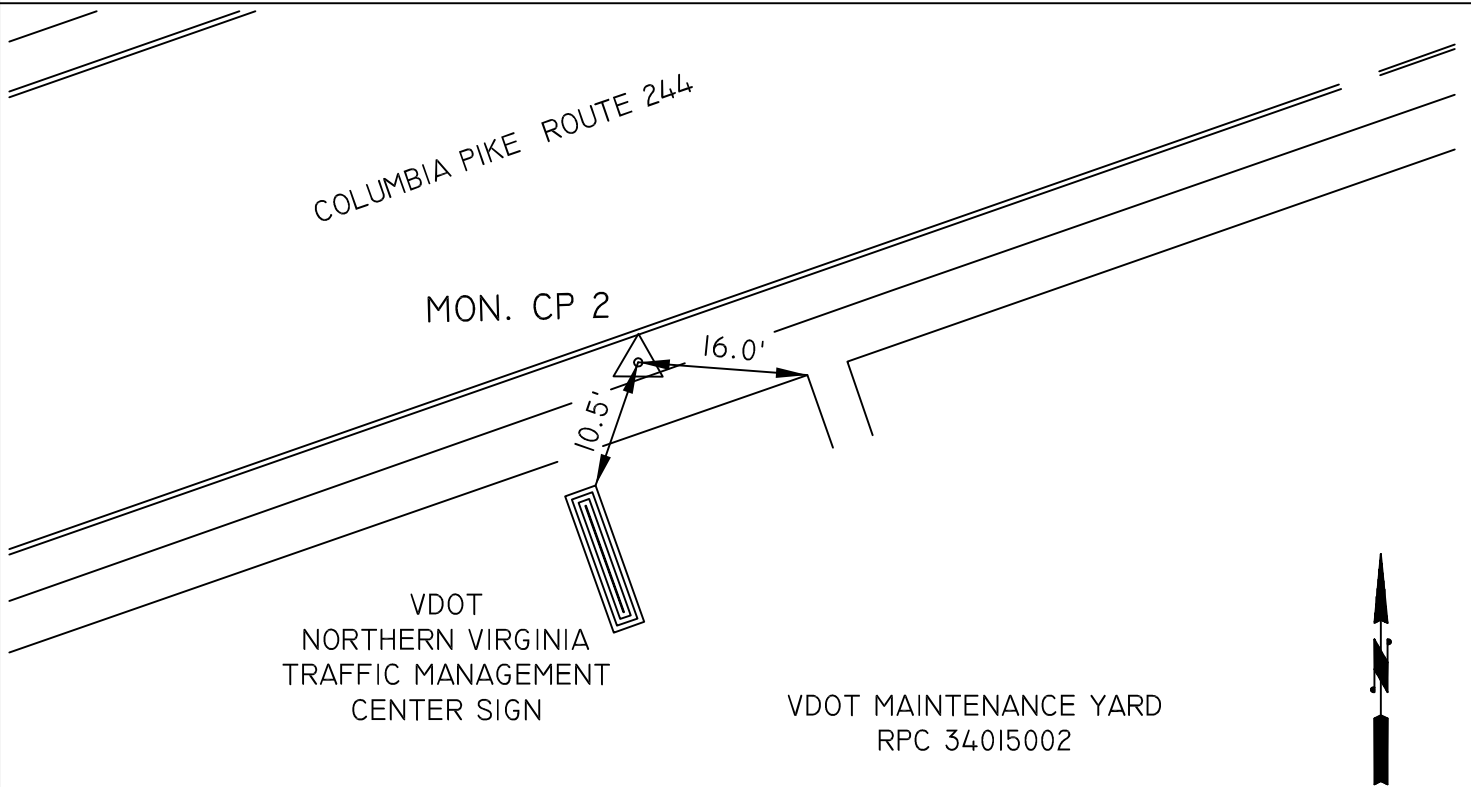 COLUMBIA PIKE ROUTE 244
MON. CP 2
16.0'
10.5'
VDOT
NORTHERN VIRGINIA
TRAFFIC MANAGEMENT
CENTER SIGN
VDOT MAINTENANCE YARD
RPC 34015002
N